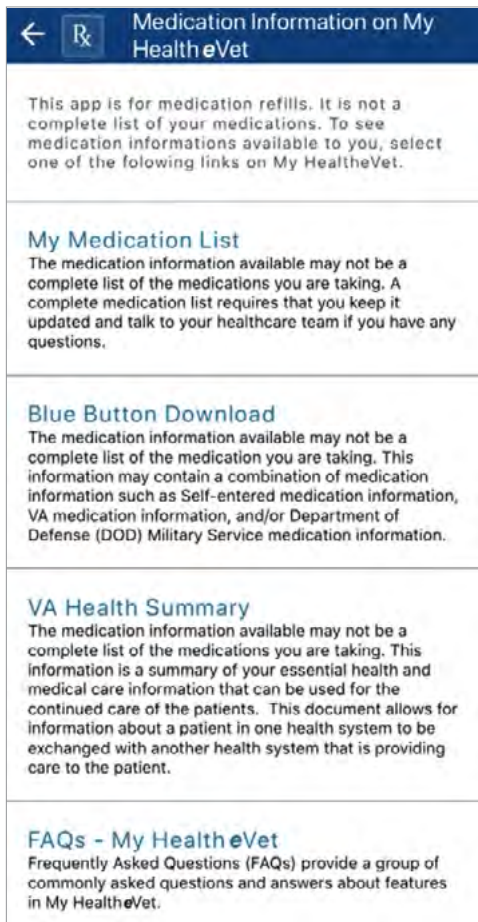 ← Rx Medication Information on My
HealtheVet
This app is for medication refills. It is not a
complete list of your medications. To see
medication informations available to you, select
one of the folowing links on My HealtheVet.
My Medication List
The medication information available may not be a
complete list of the medications you are taking. A
complete medication list requires that you keep it
updated and talk to your healthcare team if you have any
questions.
Blue Button Download
The medication information available may not be a
complete list of the medication you are taking. This
information may contain a combination of medication
information such as Self-entered medication information,
VA medication information, and/or Department of
Defense (DOD) Military Service medication information.
VA Health Summary
The medication information available may not be a
complete list of the medications you are taking. This
information is a summary of your essential health and
medical care information that can be used for the
continued care of the patients. This document allows for
information about a patient in one health system to be
exchanged with another health system that is providing
care to the patient.
FAQs - My HealtheVet
Frequently Asked Questions (FAQs) provide a group of
commonly asked questions and answers about features
in My HealtheVet.